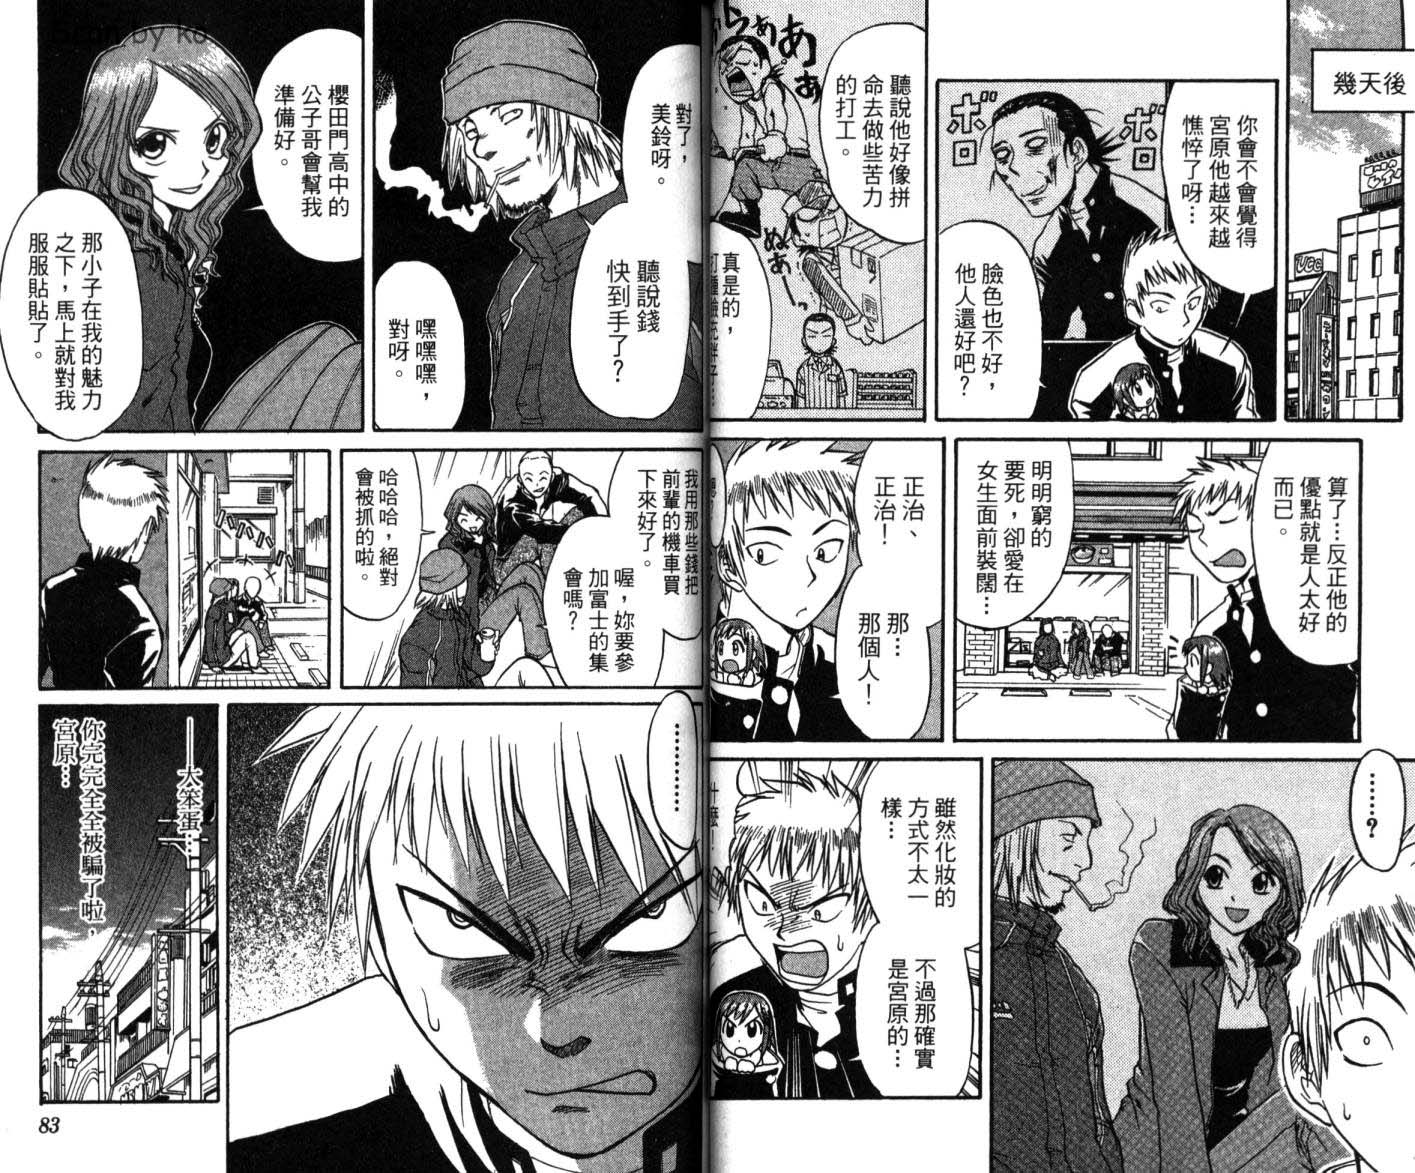 幾天後
你會不會覺得
宮原他越來越
憔悴了呀…
臉色也不好，
他人還好吧？
ボロ
ボロ
聽說他好像拼
命去做些苦力
的打工。
真是的，
UCC
算了…反正他的
優點就是人太好
而已。
明明窮的
要死，卻愛在
女生面前裝闊…
正治、
正治！
那…
那個人！
……？
雖然化妝的
方式不太一
樣…
不過那確實
是宮原的…
對了，
美鈴呀。
聽說錢
快到手了？
嘿嘿嘿，
對呀。
櫻田門高中的
公子哥會幫我
準備好。
那小子在我的魅力
之下，馬上就對我
服服貼貼了。
我用那些錢把
前輩的機車買
下來好了。
喔，妳要參
加富士的集
會嗎？
哈哈哈，絕對
會被抓的啦。
………
──大笨蛋…
你完完全全被騙了啦，
宮原…
83